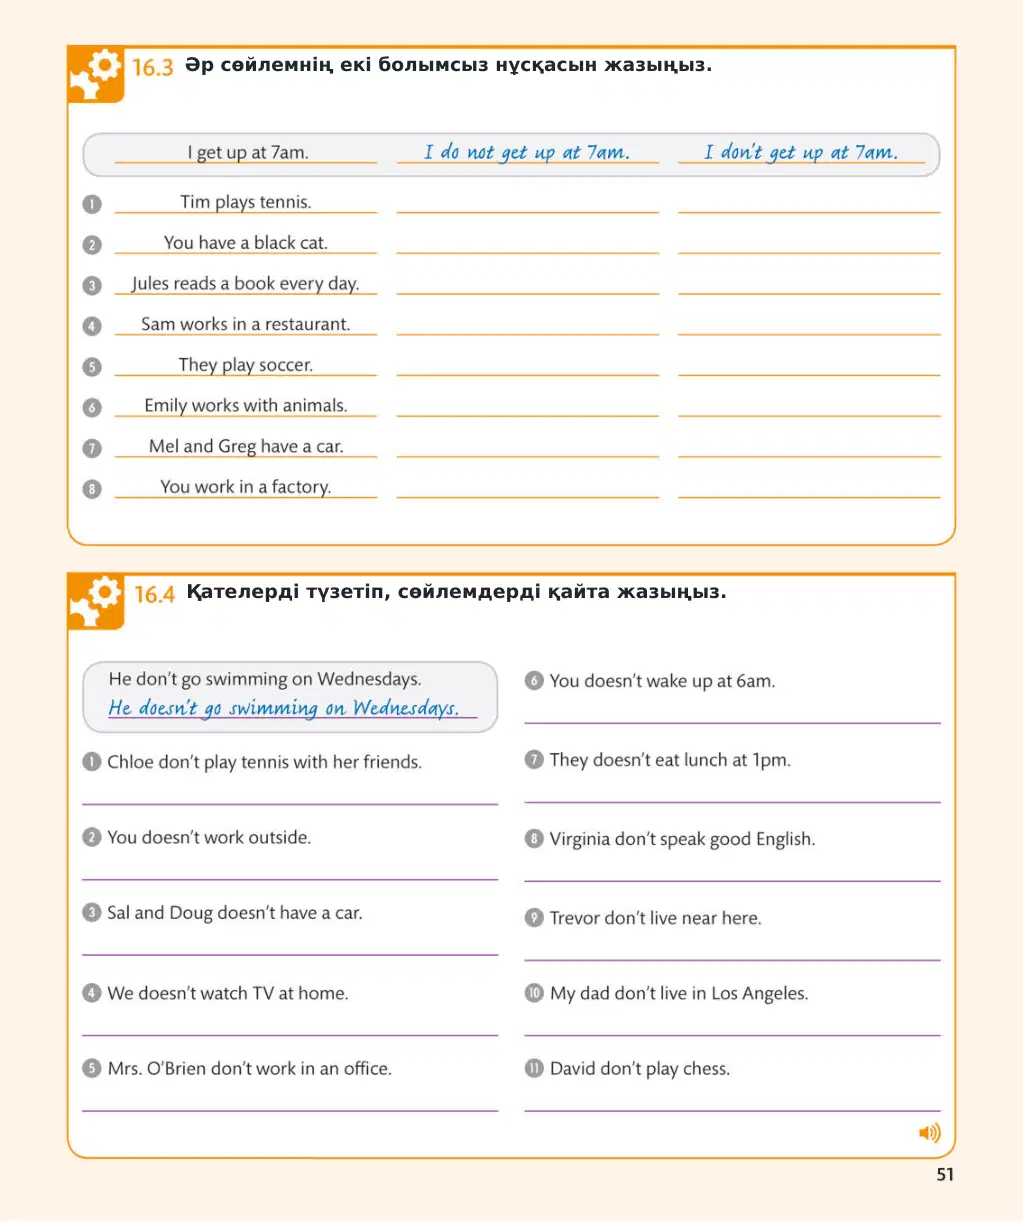 16.3 Әр сөйлемнің екі болымсыз нұсқасын жазыңыз.
I get up at 7am. I do not get up at 7am. I don't get up at 7am.
1 Tim plays tennis.
2 You have a black cat.
3 Jules reads a book every day.
4 Sam works in a restaurant.
5 They play soccer.
6 Emily works with animals.
7 Mel and Greg have a car.
8 You work in a factory.
16.4 Қателерді түзетіп, сөйлемдерді қайта жазыңыз.
He don't go swimming on Wednesdays.
He doesn't go swimming on Wednesdays.
1 Chloe don't play tennis with her friends.
2 You doesn't work outside.
3 Sal and Doug doesn't have a car.
4 We doesn't watch TV at home.
5 Mrs. O'Brien don't work in an office.
6 You doesn't wake up at 6am.
7 They doesn't eat lunch at 1pm.
8 Virginia don't speak good English.
9 Trevor don't live near here.
10 My dad don't live in Los Angeles.
11 David don't play chess.
51